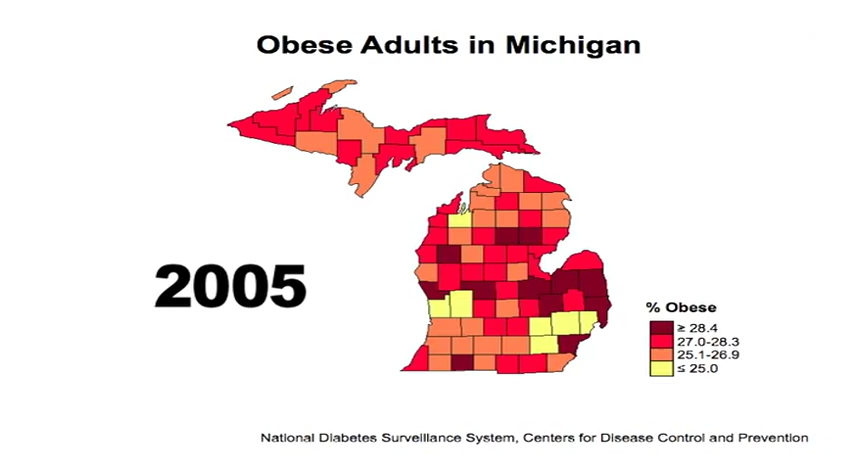 Obese Adults in Michigan
2005
% Obese
≥ 28.4
27.0-28.3
25.1-26.9
≤ 25.0
National Diabetes Surveillance System, Centers for Disease Control and Prevention